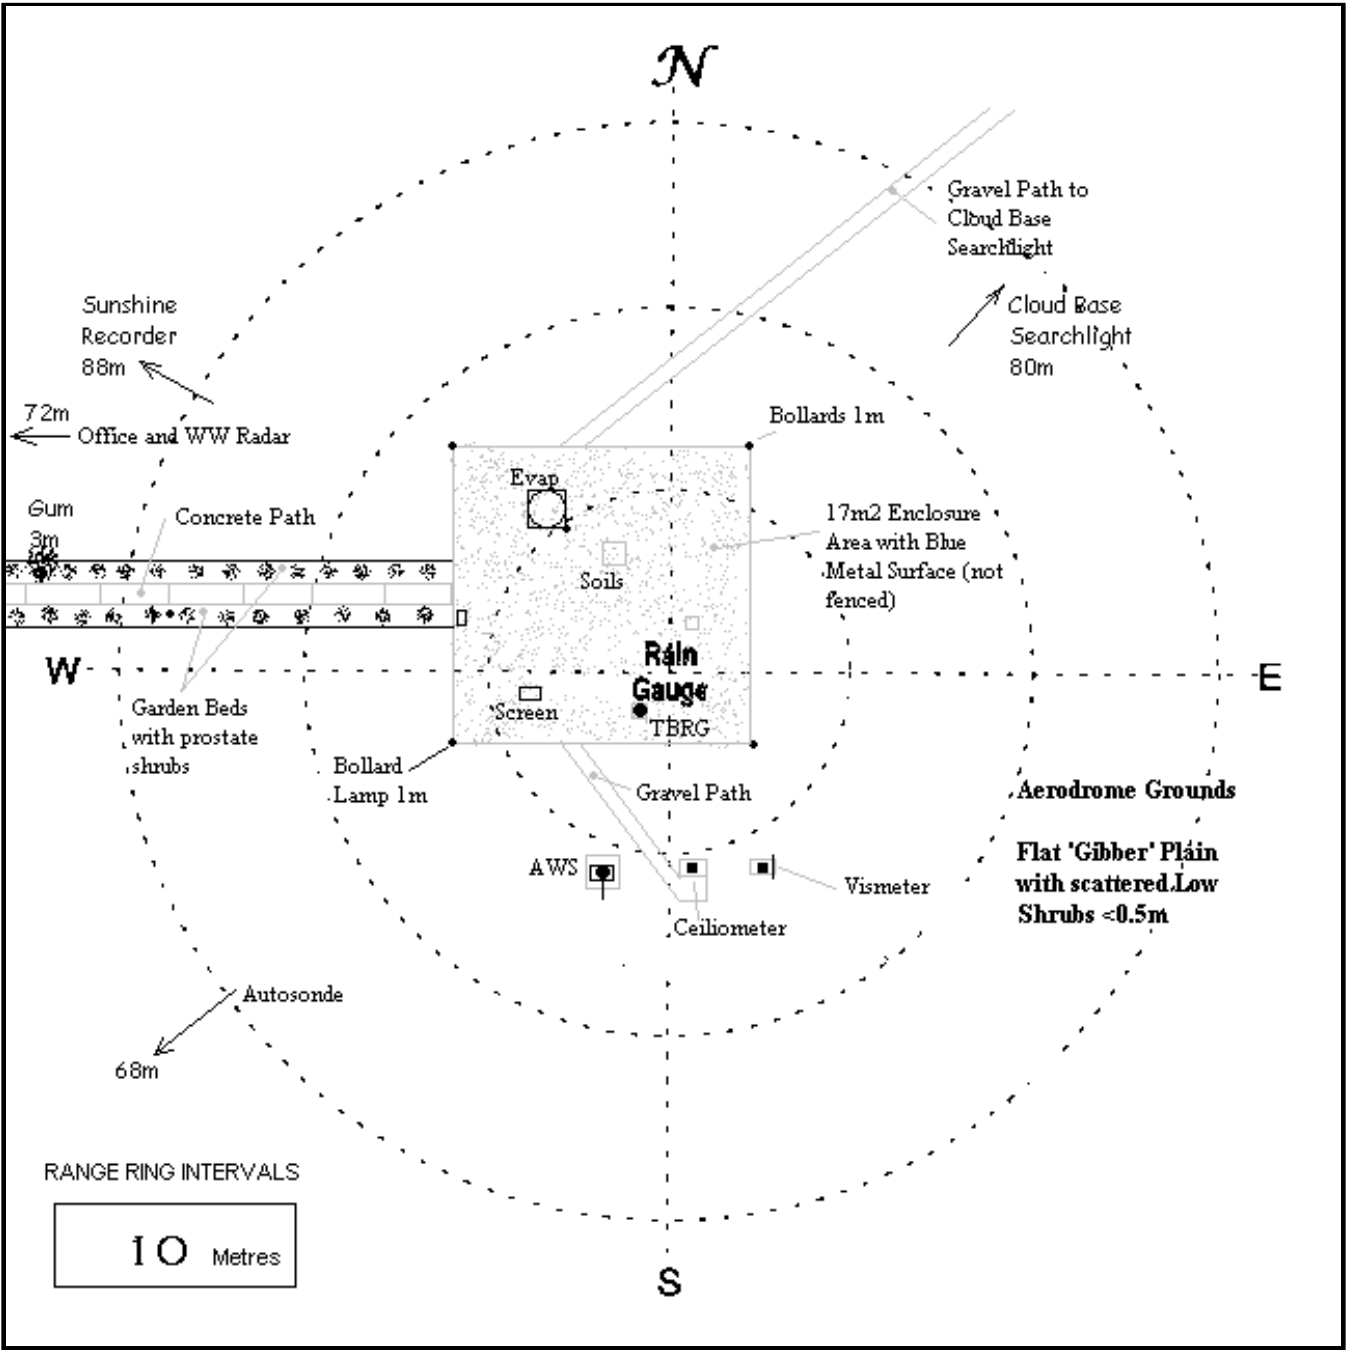 N
Gravel Path to
Cloud Base
Searchlight
Sunshine
Recorder
88m
Cloud Base
Searchlight
80m
72m
Office and WW Radar
Bollards 1m
Evap
Gum
3m
Concrete Path
17m2 Enclosure
Area with Blue
Metal Surface (not
fenced)
Soils
Rain
Gauge
W
E
Screen
TBRG
Garden Beds
with prostate
shrubs
Bollard
Lamp 1m
Gravel Path
Aerodrome Grounds
Flat 'Gibber' Plain
with scattered Low
Shrubs <0.5m
AWS
Vismeter
Ceiliometer
Autosonde
68m
RANGE RING INTERVALS
10 Metres
S